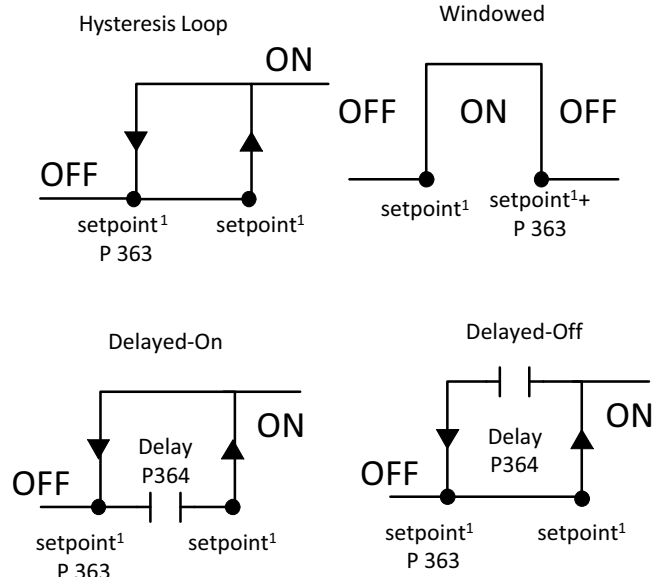 Hysteresis Loop
ON
OFF
setpoint¹
P 363
setpoint¹
Windowed
OFF
ON
OFF
setpoint¹
setpoint¹+
P 363
Delayed-On
ON
Delay
P364
OFF
setpoint¹
P 363
setpoint¹
Delayed-Off
ON
Delay
P364
OFF
setpoint¹
P 363
setpoint¹